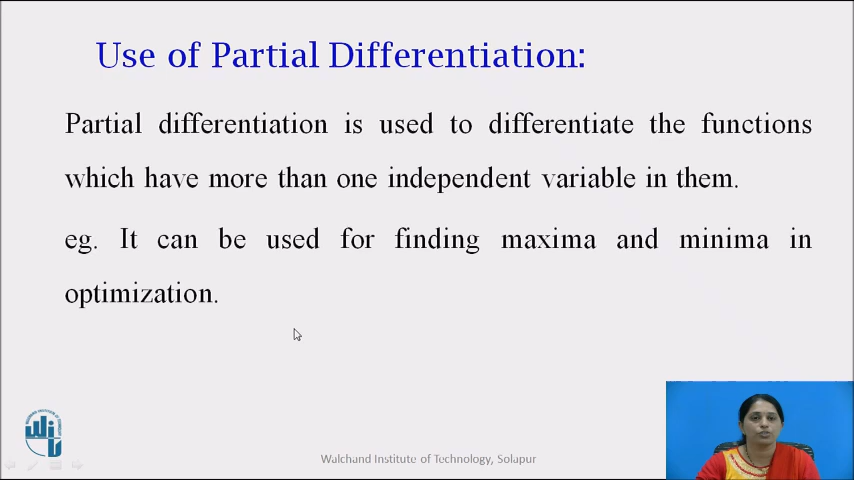 Use of Partial Differentiation:
Partial differentiation is used to differentiate the functions
which have more than one independent variable in them.
eg. It can be used for finding maxima and minima in
optimization.
Walchand Institute of Technology, Solapur